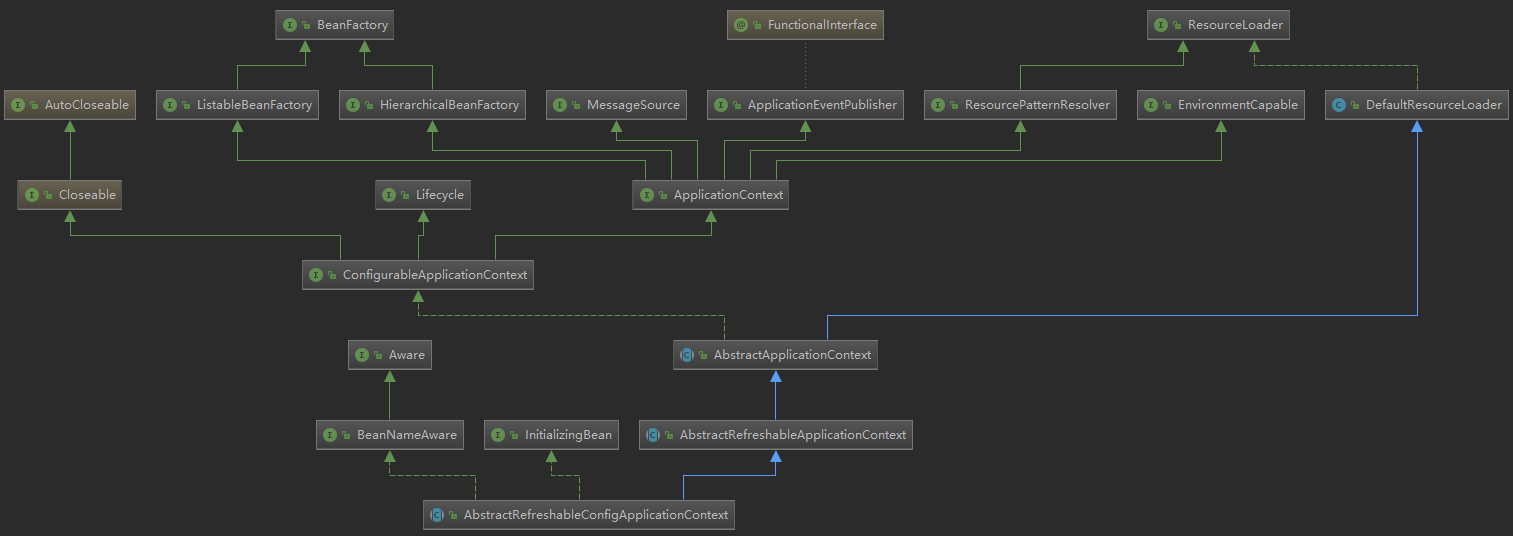 BeanFactory
FunctionalInterface
ResourceLoader
AutoCloseable
ListableBeanFactory
HierarchicalBeanFactory
MessageSource
ApplicationEventPublisher
ResourcePatternResolver
EnvironmentCapable
DefaultResourceLoader
Closeable
Lifecycle
ApplicationContext
ConfigurableApplicationContext
Aware
AbstractApplicationContext
BeanNameAware
InitializingBean
AbstractRefreshableApplicationContext
AbstractRefreshableConfigApplicationContext